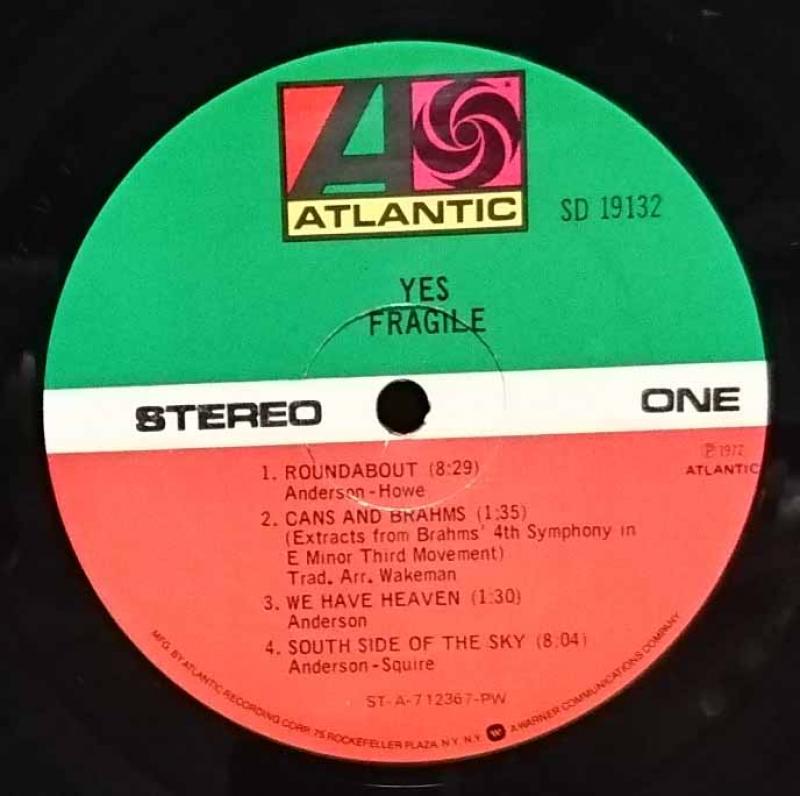 ATLANTIC
SD 19132
YES
FRAGILE
STEREO
ONE
℗ 1972
ATLANTIC
1. ROUNDABOUT (8:29)
Anderson-Howe
2. CANS AND BRAHMS (1:35)
(Extracts from Brahms' 4th Symphony in
E Minor Third Movement)
Trad. Arr. Wakeman
3. WE HAVE HEAVEN (1:30)
Anderson
4. SOUTH SIDE OF THE SKY (8:04)
Anderson-Squire
ST-A-712367-PW
MFG. BY ATLANTIC RECORDING CORP. 75 ROCKEFELLER PLAZA, N.Y. N.Y. W A WARNER COMMUNICATIONS COMPANY